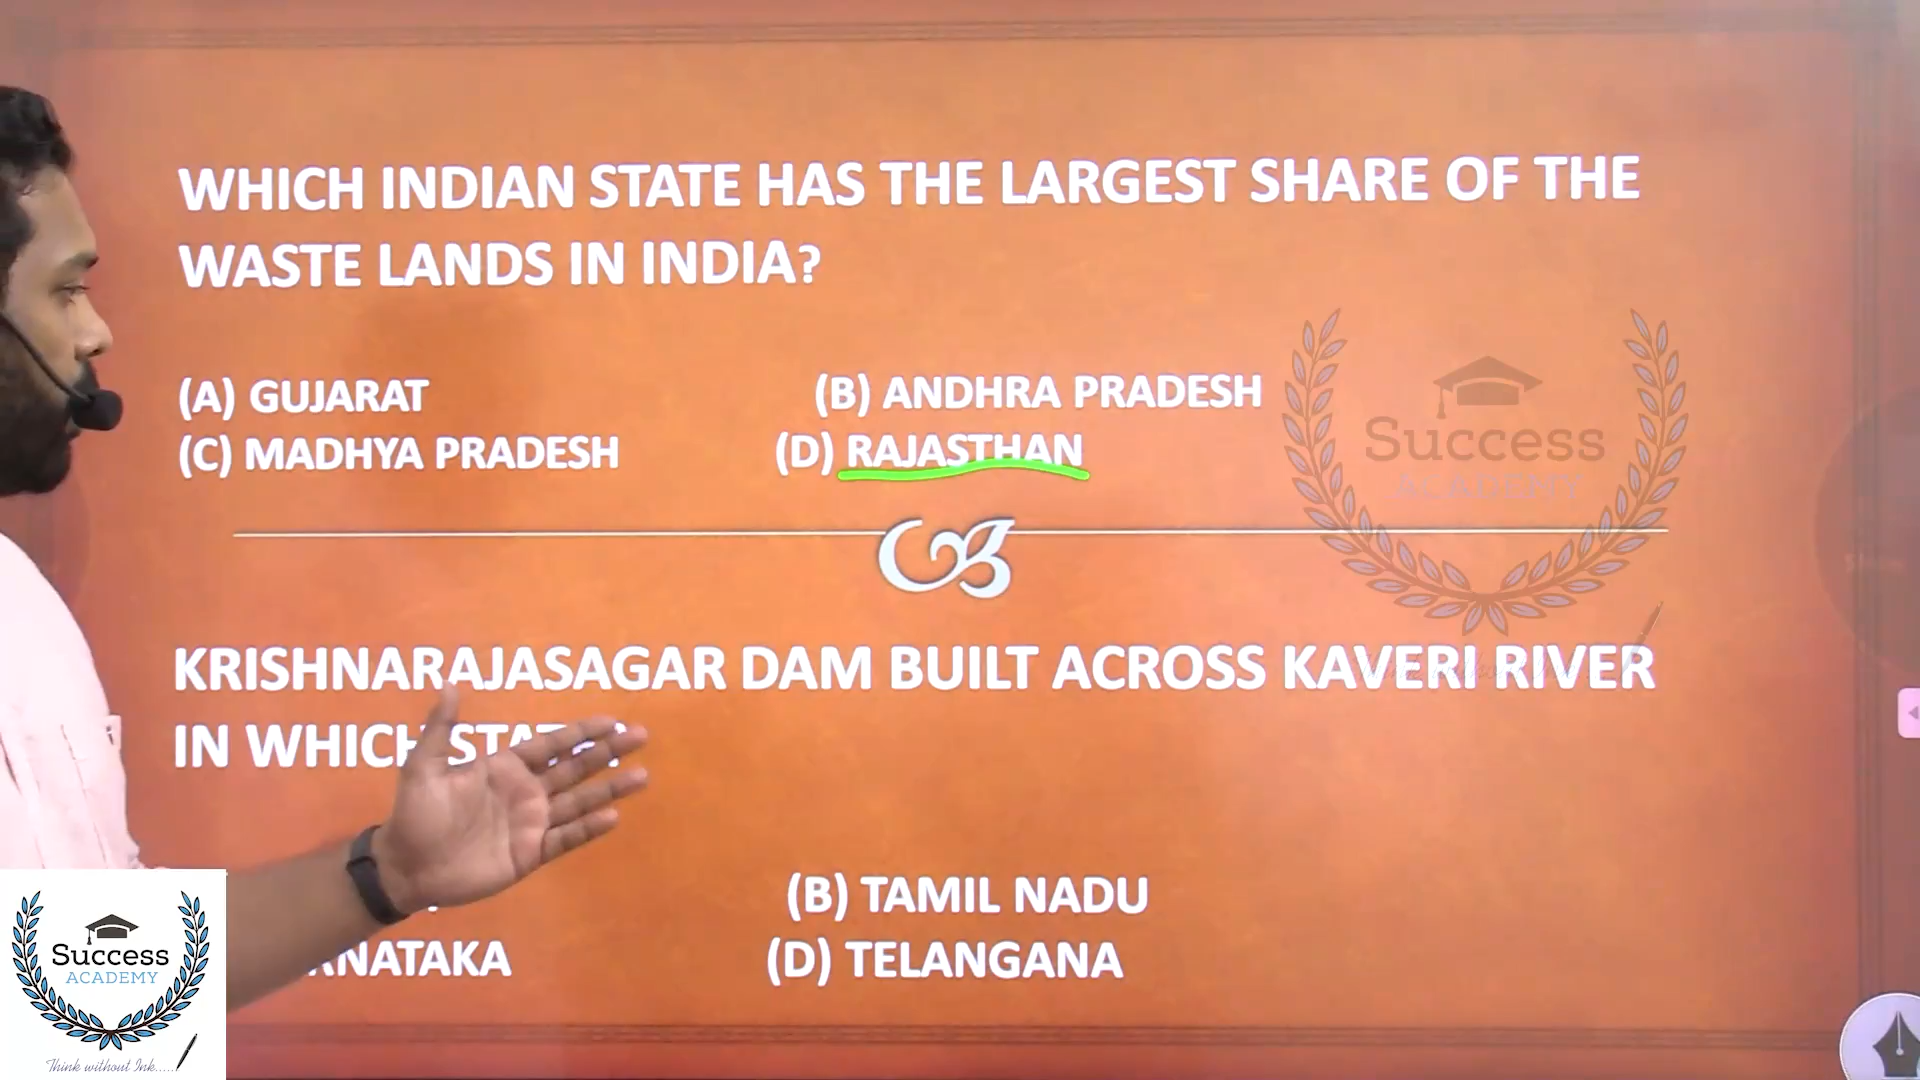 WHICH INDIAN STATE HAS THE LARGEST SHARE OF THE
WASTE LANDS IN INDIA?
(A) GUJARAT (B) ANDHRA PRADESH
(C) MADHYA PRADESH (D) RAJASTHAN
Success
ACADEMY
KRISHNARAJASAGAR DAM BUILT ACROSS KAVERI RIVER
IN WHICH
(B) TAMIL NADU
(D) TELANGANA
Success
ACADEMY
Think without Ink.....